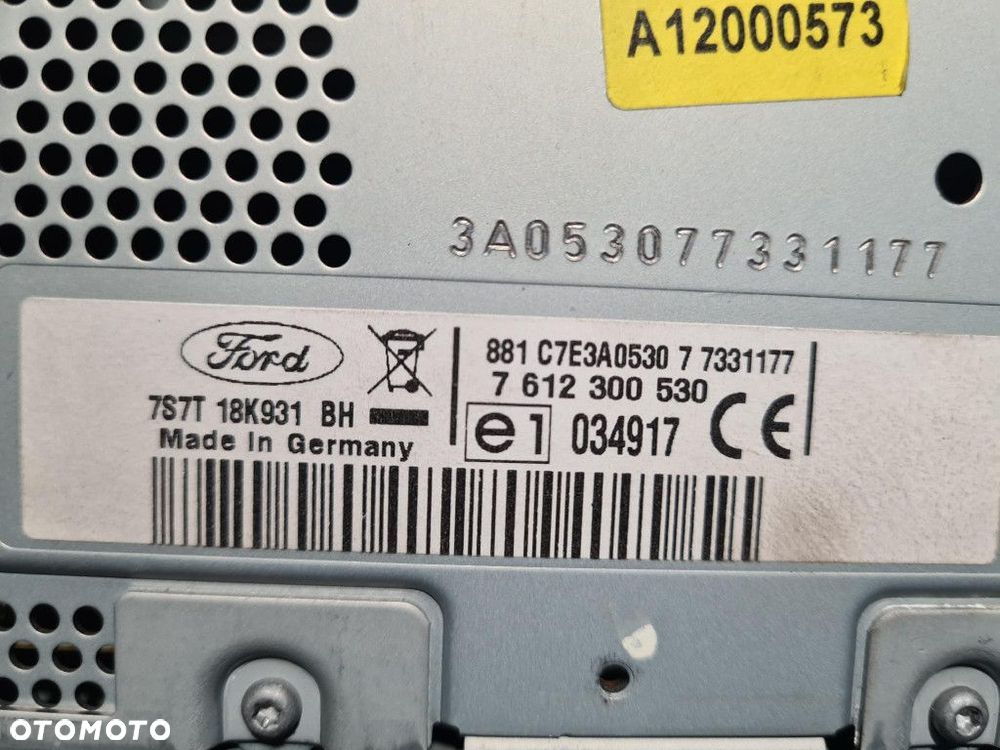 A12000573
3A053077331177
Ford
881 C7E3A0530 7 7331177
7 612 300 530
7S7T 18K931 BH
e1 034917 CE
Made In Germany
OTOMOTO